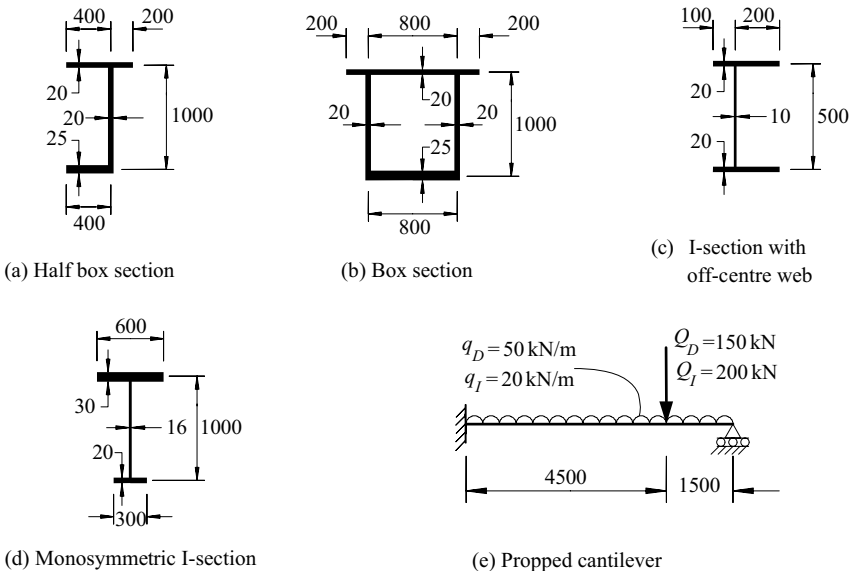 400 200
20
20
25
1000
400
(a) Half box section
200 800 200
20
20 20
25
1000
800
(b) Box section
100 200
20
10
20
500
(c) I-section with
off-centre web
600
30
16 1000
20
300
(d) Monosymmetric I-section
q_D = 50 kN/m
q_I = 20 kN/m
Q_D = 150 kN
Q_I = 200 kN
4500 1500
(e) Propped cantilever